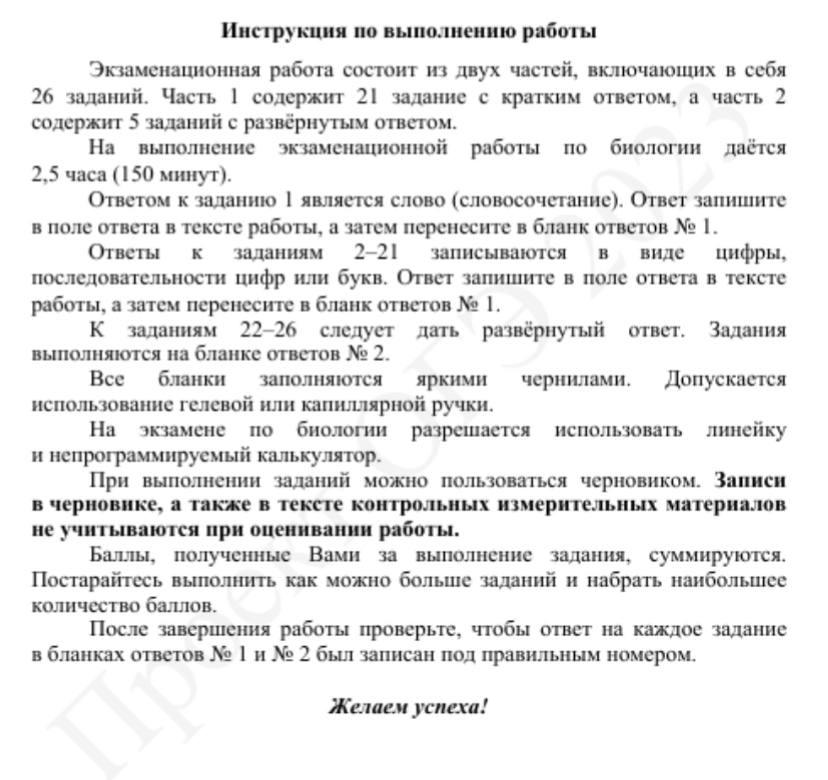 Инструкция по выполнению работы
Экзаменационная работа состоит из двух частей, включающих в себя
26 заданий. Часть 1 содержит 21 задание с кратким ответом, а часть 2
содержит 5 заданий с развёрнутым ответом.
На выполнение экзаменационной работы по биологии даётся
2,5 часа (150 минут).
Ответом к заданию 1 является слово (словосочетание). Ответ запишите
в поле ответа в тексте работы, а затем перенесите в бланк ответов № 1.
Ответы к заданиям 2–21 записываются в виде цифры,
последовательности цифр или букв. Ответ запишите в поле ответа в тексте
работы, а затем перенесите в бланк ответов № 1.
К заданиям 22–26 следует дать развёрнутый ответ. Задания
выполняются на бланке ответов № 2.
Все бланки заполняются яркими чернилами. Допускается
использование гелевой или капиллярной ручки.
На экзамене по биологии разрешается использовать линейку
и непрограммируемый калькулятор.
При выполнении заданий можно пользоваться черновиком. Записи
в черновике, а также в тексте контрольных измерительных материалов
не учитываются при оценивании работы.
Баллы, полученные Вами за выполнение задания, суммируются.
Постарайтесь выполнить как можно больше заданий и набрать наибольшее
количество баллов.
После завершения работы проверьте, чтобы ответ на каждое задание
в бланках ответов № 1 и № 2 был записан под правильным номером.
Желаем успеха!
Проект ОГЭ 2023